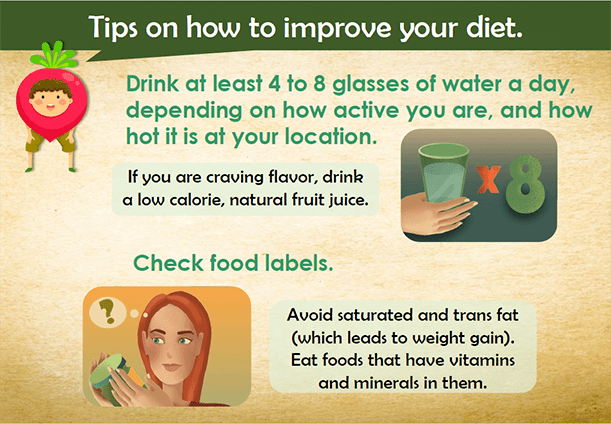 Tips on how to improve your diet.
Drink at least 4 to 8 glasses of water a day,
depending on how active you are, and how
hot it is at your location.
If you are craving flavor, drink
a low calorie, natural fruit juice.
x 8
Check food labels.
?
Avoid saturated and trans fat
(which leads to weight gain).
Eat foods that have vitamins
and minerals in them.